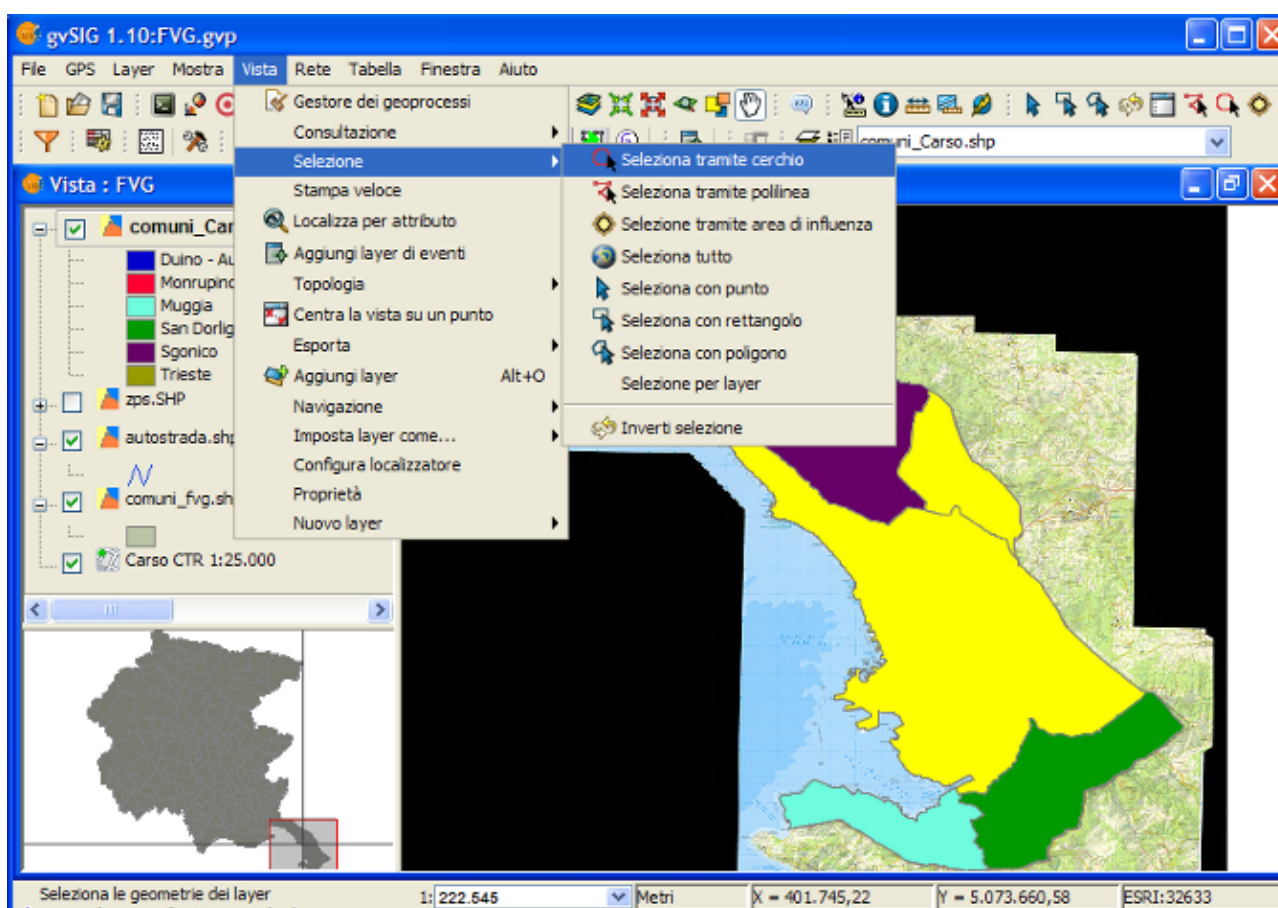 gvSIG 1.10:FVG.gvp
File GPS Layer Mostra Vista Rete Tabella Finestra Aiuto
comuni_Carso.shp
Vista : FVG
comuni_Car
Duino - Au
Monrupino
Muggia
San Dorlig
Sgonico
Trieste
zps.SHP
autostrada.shp
comuni_fvg.sh
Carso CTR 1:25.000
Gestore dei geoprocessi
Consultazione
Selezione
Stampa veloce
Localizza per attributo
Aggiungi layer di eventi
Topologia
Centra la vista su un punto
Esporta
Aggiungi layer Alt+O
Navigazione
Imposta layer come...
Configura localizzatore
Proprietà
Nuovo layer
Seleziona tramite cerchio
Seleziona tramite polilinea
Selezione tramite area di influenza
Seleziona tutto
Seleziona con punto
Seleziona con rettangolo
Seleziona con poligono
Selezione per layer
Inverti selezione
Seleziona le geometrie dei layer 1: 222.545 Metri X = 401.745,22 Y = 5.073.660,58 ESRI:32633